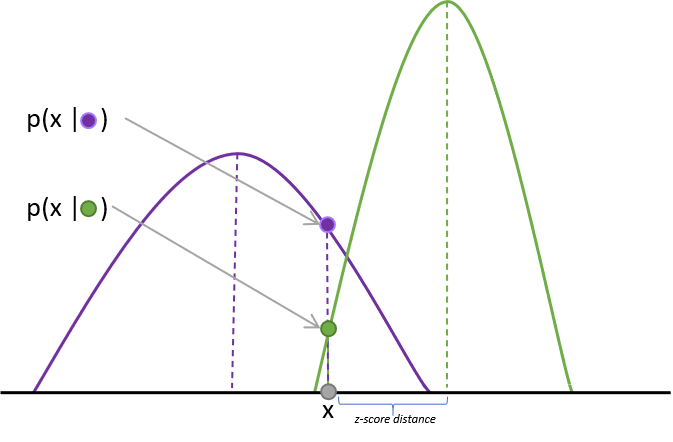 p(x |●)
p(x |●)
x
z-score distance